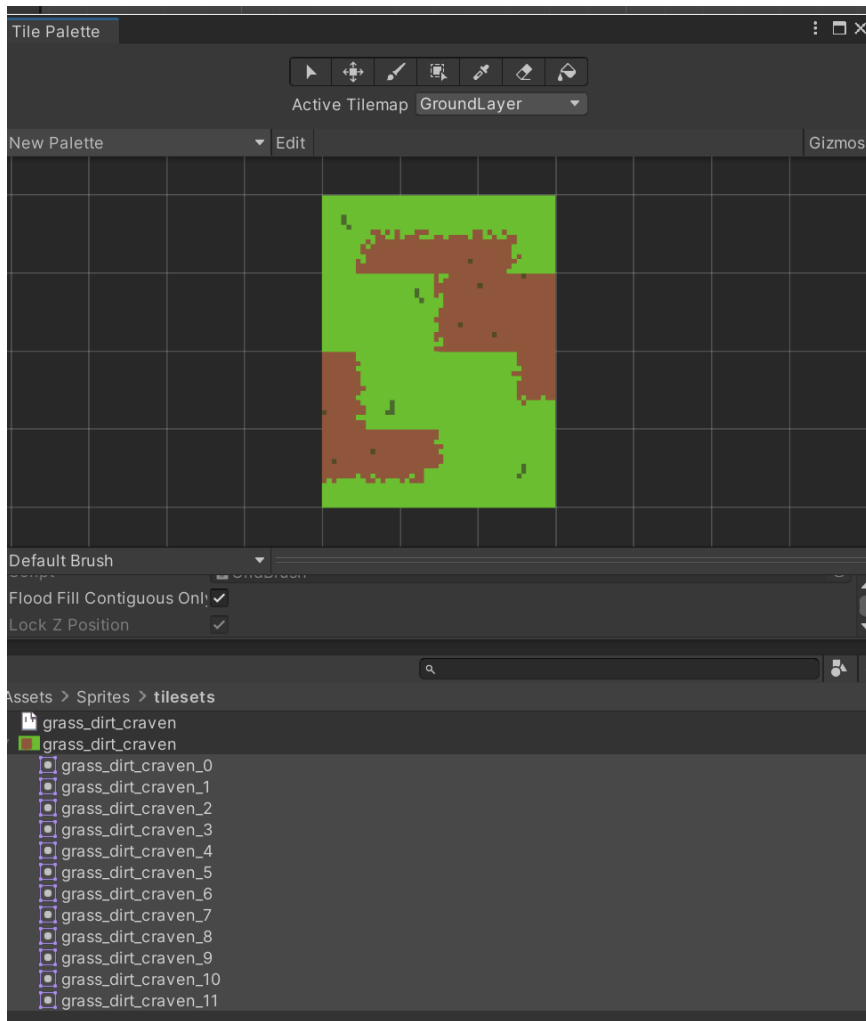 Tile Palette
Active Tilemap GroundLayer
New Palette Edit Gizmos
Default Brush
Flood Fill Contiguous Onl
Lock Z Position
Assets > Sprites > tilesets
grass_dirt_craven
grass_dirt_craven
grass_dirt_craven_0
grass_dirt_craven_1
grass_dirt_craven_2
grass_dirt_craven_3
grass_dirt_craven_4
grass_dirt_craven_5
grass_dirt_craven_6
grass_dirt_craven_7
grass_dirt_craven_8
grass_dirt_craven_9
grass_dirt_craven_10
grass_dirt_craven_11